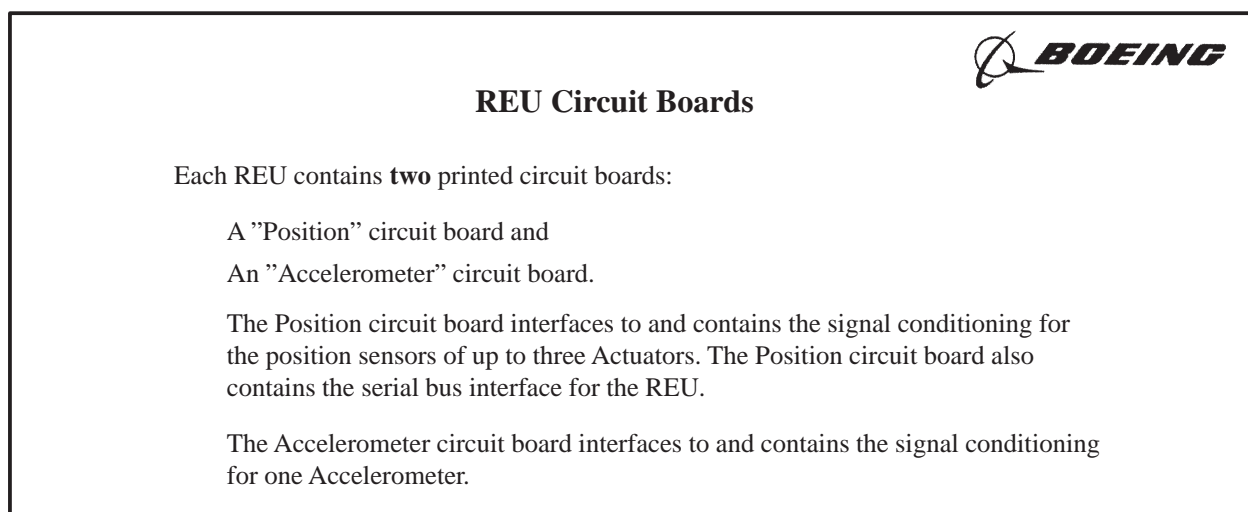 BOEING
REU Circuit Boards
Each REU contains two printed circuit boards:
A ”Position” circuit board and
An ”Accelerometer” circuit board.
The Position circuit board interfaces to and contains the signal conditioning for
the position sensors of up to three Actuators. The Position circuit board also
contains the serial bus interface for the REU.
The Accelerometer circuit board interfaces to and contains the signal conditioning
for one Accelerometer.